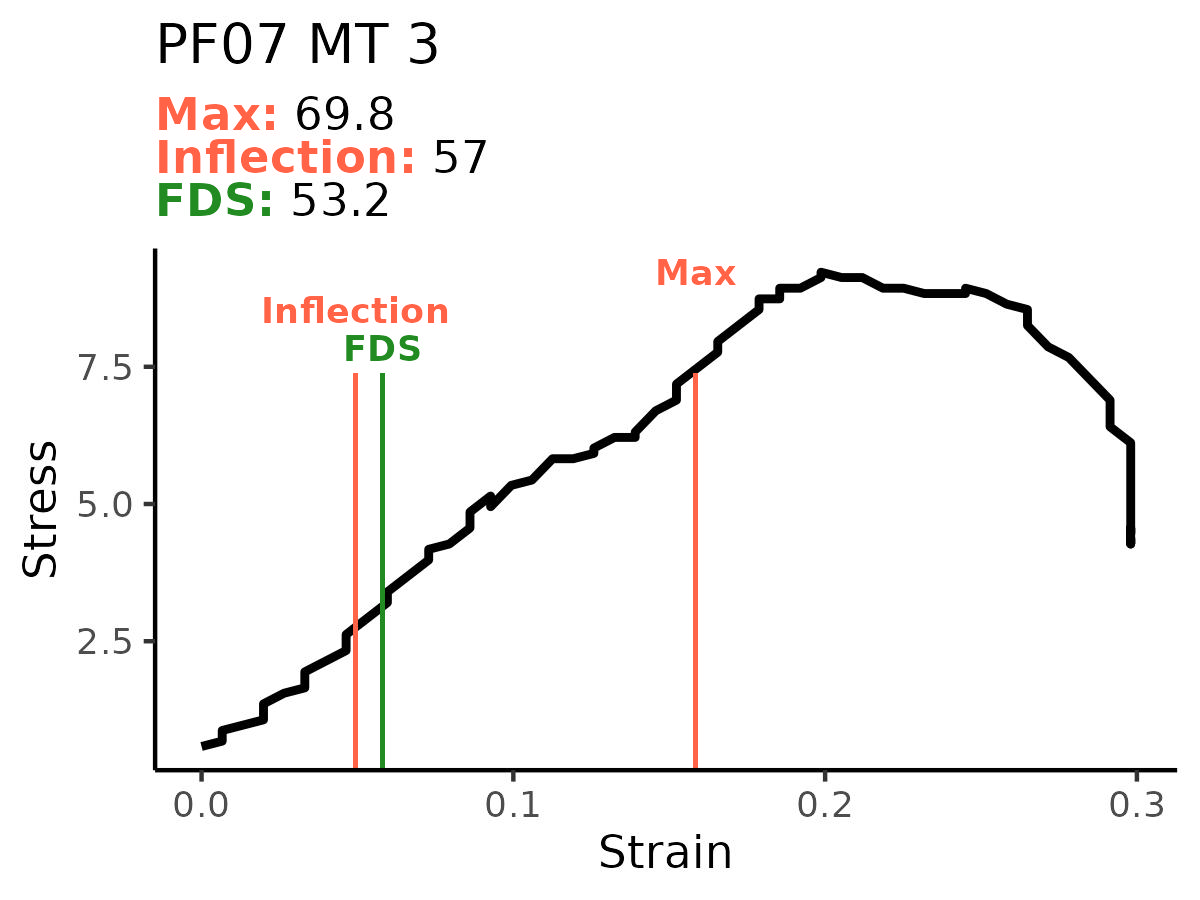 PF07 MT 3
Max: 69.8
Inflection: 57
FDS: 53.2
Max
Inflection
FDS
7.5
5.0
2.5
Stress
0.0 0.1 0.2 0.3
Strain